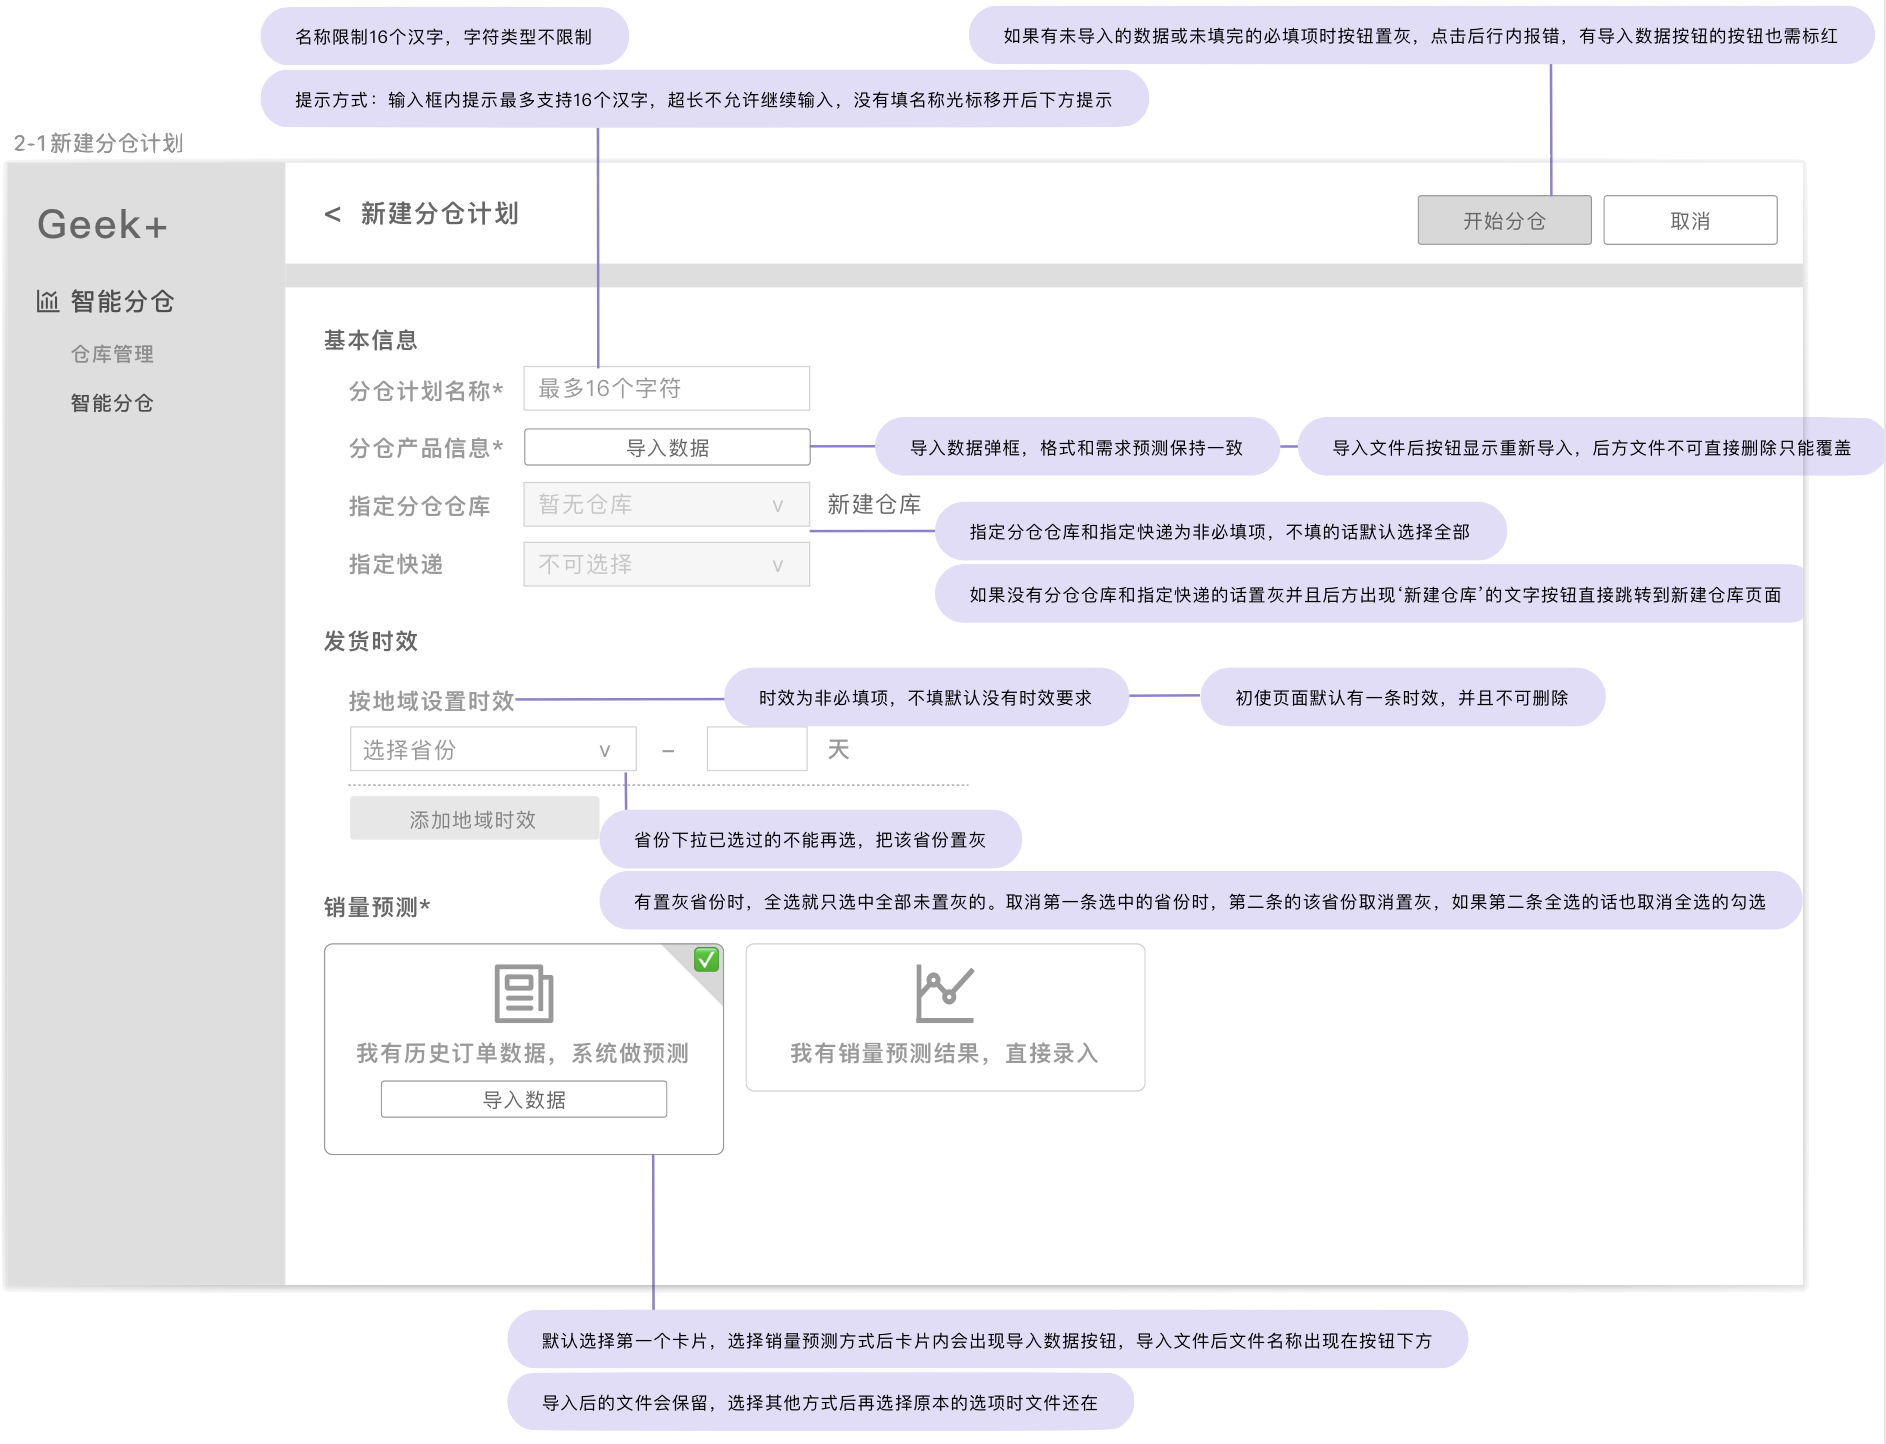 名称限制16个汉字，字符类型不限制
如果有未导入的数据或未填完的必填项时按钮置灰，点击后行内报错，有导入数据按钮的按钮也需标红
提示方式：输入框内提示最多支持16个汉字，超长不允许继续输入，没有填名称光标移开后下方提示
2-1新建分仓计划
Geek+
< 新建分仓计划
开始分仓
取消
智能分仓
仓库管理
智能分仓
基本信息
分仓计划名称*
最多16个字符
分仓产品信息*
导入数据
导入数据弹框，格式和需求预测保持一致
导入文件后按钮显示重新导入，后方文件不可直接删除只能覆盖
指定分仓仓库
暂无仓库 v
新建仓库
指定分仓仓库和指定快递为非必填项，不填的话默认选择全部
指定快递
不可选择 v
如果没有分仓仓库和指定快递的话置灰并且后方出现‘新建仓库’的文字按钮直接跳转到新建仓库页面
发货时效
按地域设置时效
时效为非必填项，不填默认没有时效要求
初使页面默认有一条时效，并且不可删除
选择省份 v – 天
添加地域时效
省份下拉已选过的不能再选，把该省份置灰
有置灰省份时，全选就只选中全部未置灰的。取消第一条选中的省份时，第二条的该省份取消置灰，如果第二条全选的话也取消全选的勾选
销量预测*
我有历史订单数据，系统做预测
导入数据
我有销量预测结果，直接录入
默认选择第一个卡片，选择销量预测方式后卡片内会出现导入数据按钮，导入文件后文件名称出现在按钮下方
导入后的文件会保留，选择其他方式后再选择原本的选项时文件还在